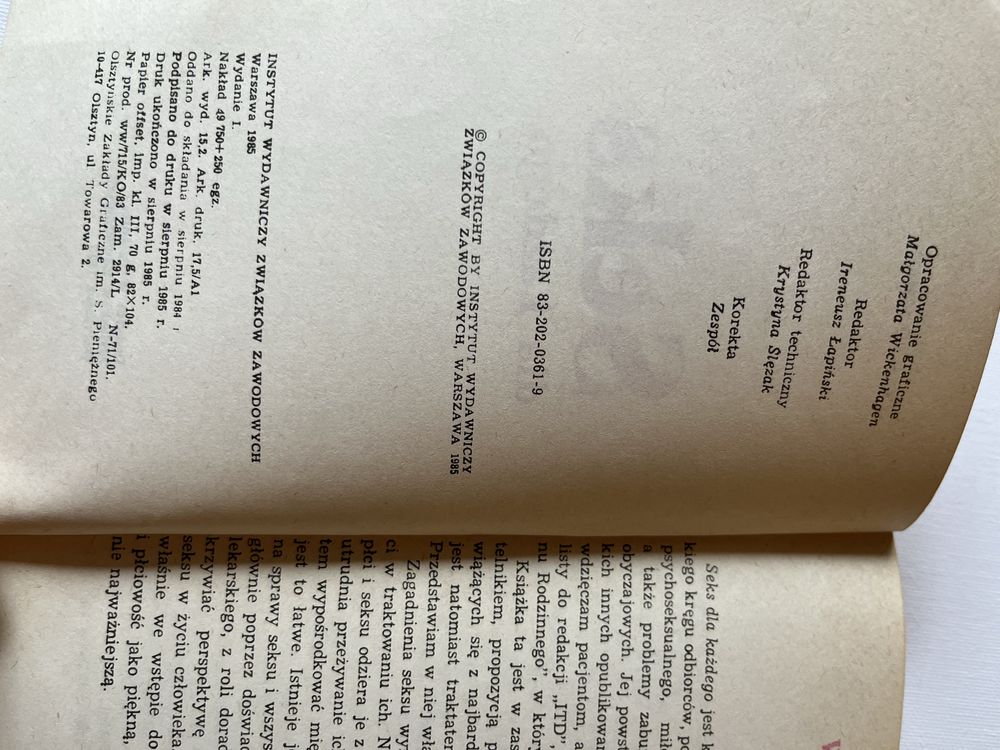 Opracowanie graficzne
Małgorzata Wickenhagen
Redaktor
Ireneusz Łapiński
Redaktor techniczny
Krystyna Ślęzak
Korekta
Zespół
ISBN 83-202-0361-9
© COPYRIGHT BY INSTYTUT WYDAWNICZY
ZWIĄZKÓW ZAWODOWYCH, WARSZAWA 1985
INSTYTUT WYDAWNICZY ZWIĄZKÓW ZAWODOWYCH
Warszawa 1985
Wydanie I.
Nakład 49 750+250 egz.
Ark. wyd. 15,2. Ark. druk. 17,5/A1
Oddano do składania w sierpniu 1984 r
Podpisano do druku w sierpniu 1985 r.
Druk ukończono w sierpniu 1985 r.
Papier offset. imp. kl. III, 70 g, 82×104.
Nr prod. WW/715/KO/83 Zam. 2914/L N-71/101.
Olsztyńskie Zakłady Graficzne im. S. Pieniężnego
10-417 Olsztyn, ul Towarowa 2.
Seks dla każdego jest k
kiego kręgu odbiorców, po
psychoseksualnego, miło
a także problemy zabu
obyczajowych. Jej powst
kich innych opublikowan
wdzięczam pacjentom, a
listy do redakcji „ITD",
nu Rodzinnego", w któr
Książka ta jest w zas
telnikiem, propozycją p
wiążących się z najbard
jest natomiast traktater
Przedstawiam w niej wła
Zagadnienia seksu wy
ci w traktowaniu ich. N
płci i seksu odziera je z
utrudnia przeżywanie ich
tem wypośrodkować mię
jest to łatwe. Istnieje j
na sprawy seksu i wszys
głównie poprzez doświad
lekarskiego, z roli dorad
krzywiać perspektywę
seksu w życiu człowieka.
właśnie we wstępie do
i płciowość jako piękną,
nie najważniejszą.